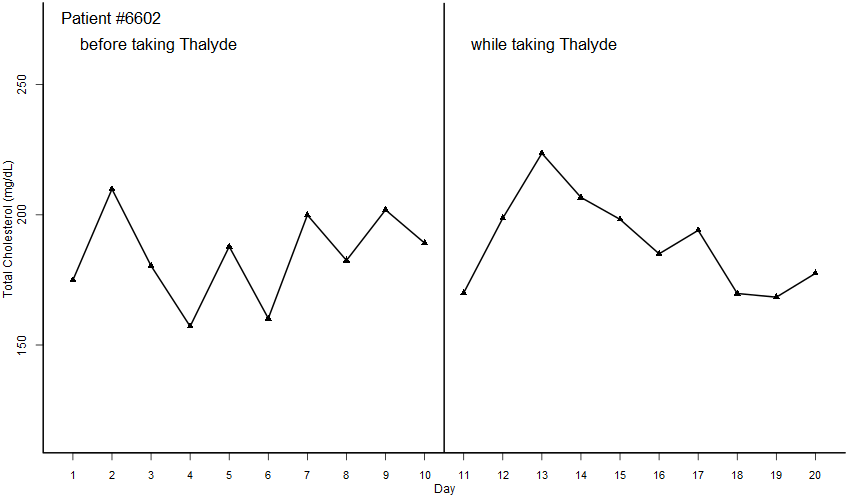 Patient #6602
before taking Thalyde
while taking Thalyde
Total Cholesterol (mg/dL)
250
200
150
1 2 3 4 5 6 7 8 9 10 11 12 13 14 15 16 17 18 19 20
Day